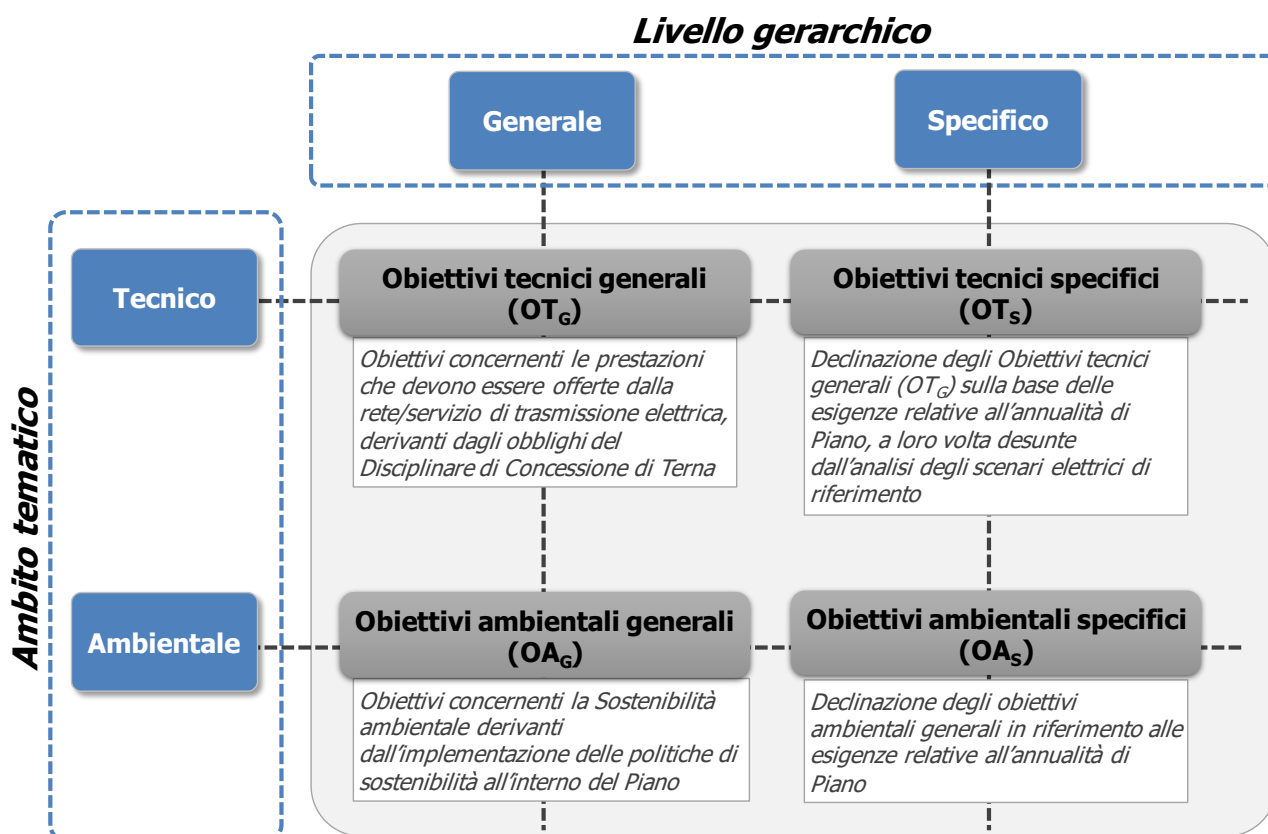 Livello gerarchico
Generale
Specifico
Ambito tematico
Tecnico
Obiettivi tecnici generali
(OTG)
Obiettivi concernenti le prestazioni
che devono essere offerte dalla
rete/servizio di trasmissione elettrica,
derivanti dagli obblighi del
Disciplinare di Concessione di Terna
Obiettivi tecnici specifici
(OTS)
Declinazione degli Obiettivi tecnici
generali (OTG) sulla base delle
esigenze relative all'annualità di
Piano, a loro volta desunte
dall'analisi degli scenari elettrici di
riferimento
Ambientale
Obiettivi ambientali generali
(OAG)
Obiettivi concernenti la Sostenibilità
ambientale derivanti
dall'implementazione delle politiche di
sostenibilità all'interno del Piano
Obiettivi ambientali specifici
(OAS)
Declinazione degli obiettivi
ambientali generali in riferimento alle
esigenze relative all'annualità di
Piano